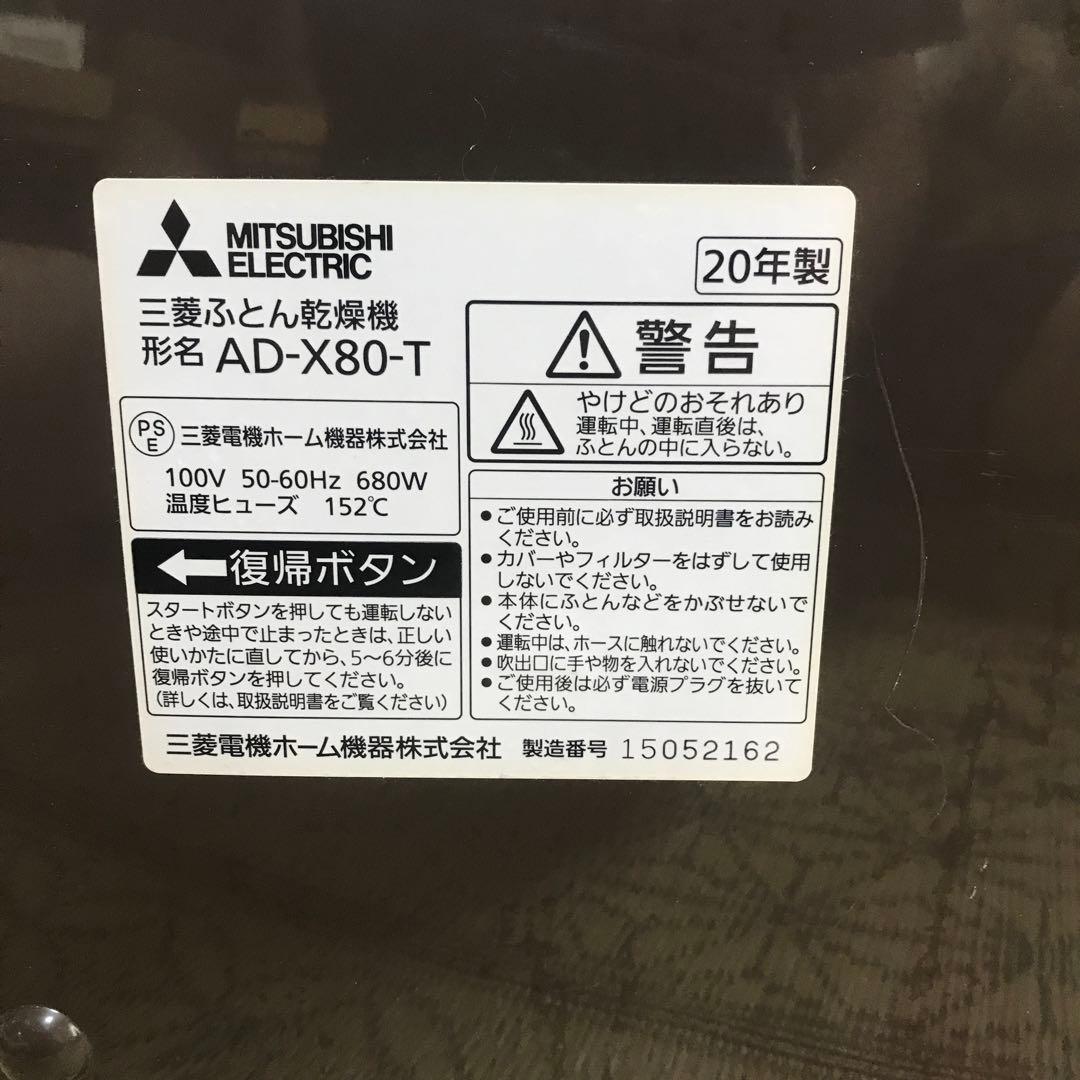 MITSUBISHI
ELECTRIC
20年製
三菱ふとん乾燥機
形名 AD-X80-T
PSE 三菱電機ホーム機器株式会社
100V 50-60Hz 680W
温度ヒューズ 152℃
←復帰ボタン
スタートボタンを押しても運転しない
ときや途中で止まったときは、正しい
使いかたに直してから、5〜6分後に
復帰ボタンを押してください。
(詳しくは、取扱説明書をご覧ください)
警告
やけどのおそれあり
運転中、運転直後は、
ふとんの中に入らない。
お願い
●ご使用前に必ず取扱説明書をお読み
ください。
●カバーやフィルターをはずして使用
しないでください。
●本体にふとんなどをかぶせないで
ください。
●運転中は、ホースに触れないでください。
●吹出口に手や物を入れないでください。
●ご使用後は必ず電源プラグを抜いて
ください。
三菱電機ホーム機器株式会社 製造番号 15052162